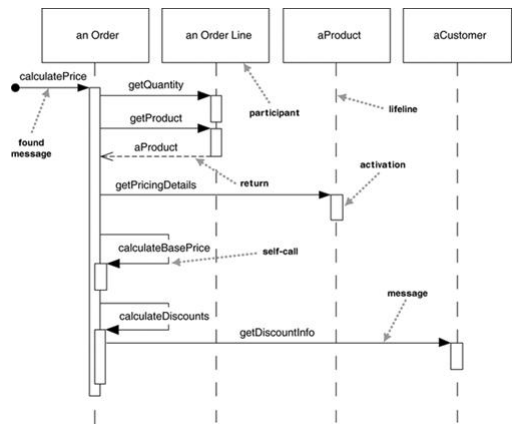 an Order
an Order Line
aProduct
aCustomer
calculatePrice
getQuantity
participant
lifeline
getProduct
found
message
aProduct
return
activation
getPricingDetails
calculateBasePrice
self-call
message
calculateDiscounts
getDiscountInfo